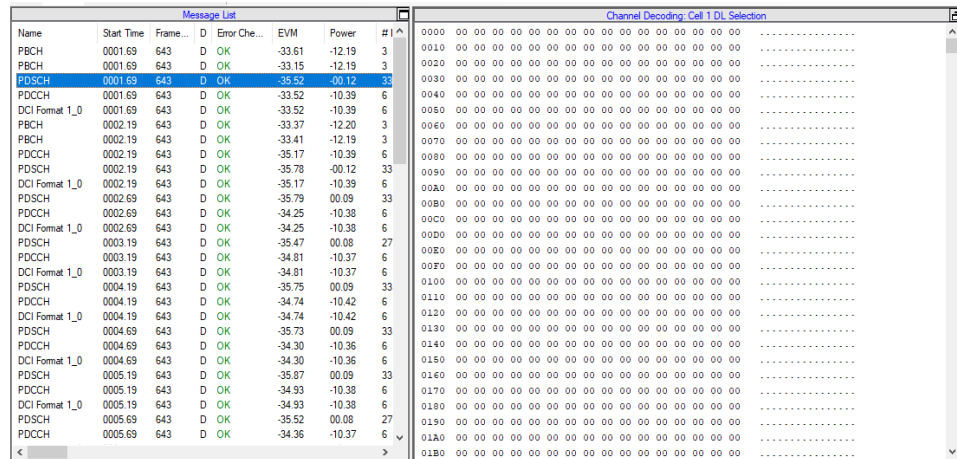 Message List
Name Start Time Frame... D Error Che... EVM Power #
PBCH 0001.69 643 D OK -33.61 -12.19 3
PBCH 0001.69 643 D OK -33.15 -12.19 3
PDSCH 0001.69 643 D OK -35.52 -00.12 33
PDCCH 0001.69 643 D OK -33.52 -10.39 6
DCI Format 1_0 0001.69 643 D OK -33.52 -10.39 6
PBCH 0002.19 643 D OK -33.37 -12.20 3
PBCH 0002.19 643 D OK -33.41 -12.19 3
PDCCH 0002.19 643 D OK -35.17 -10.39 6
PDSCH 0002.19 643 D OK -35.78 -00.12 33
DCI Format 1_0 0002.19 643 D OK -35.17 -10.39 6
PDSCH 0002.69 643 D OK -35.79 00.09 33
PDCCH 0002.69 643 D OK -34.25 -10.38 6
DCI Format 1_0 0002.69 643 D OK -34.25 -10.38 6
PDSCH 0003.19 643 D OK -35.47 00.08 27
PDCCH 0003.19 643 D OK -34.81 -10.37 6
DCI Format 1_0 0003.19 643 D OK -34.81 -10.37 6
PDSCH 0004.19 643 D OK -35.75 00.09 33
PDCCH 0004.19 643 D OK -34.74 -10.42 6
DCI Format 1_0 0004.19 643 D OK -34.74 -10.42 6
PDSCH 0004.69 643 D OK -35.73 00.09 33
PDCCH 0004.69 643 D OK -34.30 -10.36 6
DCI Format 1_0 0004.69 643 D OK -34.30 -10.36 6
PDSCH 0005.19 643 D OK -35.87 00.09 33
PDCCH 0005.19 643 D OK -34.93 -10.38 6
DCI Format 1_0 0005.19 643 D OK -34.93 -10.38 6
PDSCH 0005.69 643 D OK -35.52 00.08 27
PDCCH 0005.69 643 D OK -34.36 -10.37 6
Channel Decoding: Cell 1 DL Selection
0000 00 00 00 00 00 00 00 00 00 00 00 00 00 00 00 00 ................
0010 00 00 00 00 00 00 00 00 00 00 00 00 00 00 00 00 ................
0020 00 00 00 00 00 00 00 00 00 00 00 00 00 00 00 00 ................
0030 00 00 00 00 00 00 00 00 00 00 00 00 00 00 00 00 ................
0040 00 00 00 00 00 00 00 00 00 00 00 00 00 00 00 00 ................
0050 00 00 00 00 00 00 00 00 00 00 00 00 00 00 00 00 ................
0060 00 00 00 00 00 00 00 00 00 00 00 00 00 00 00 00 ................
0070 00 00 00 00 00 00 00 00 00 00 00 00 00 00 00 00 ................
0080 00 00 00 00 00 00 00 00 00 00 00 00 00 00 00 00 ................
0090 00 00 00 00 00 00 00 00 00 00 00 00 00 00 00 00 ................
00A0 00 00 00 00 00 00 00 00 00 00 00 00 00 00 00 00 ................
00B0 00 00 00 00 00 00 00 00 00 00 00 00 00 00 00 00 ................
00C0 00 00 00 00 00 00 00 00 00 00 00 00 00 00 00 00 ................
00D0 00 00 00 00 00 00 00 00 00 00 00 00 00 00 00 00 ................
00E0 00 00 00 00 00 00 00 00 00 00 00 00 00 00 00 00 ................
00F0 00 00 00 00 00 00 00 00 00 00 00 00 00 00 00 00 ................
0100 00 00 00 00 00 00 00 00 00 00 00 00 00 00 00 00 ................
0110 00 00 00 00 00 00 00 00 00 00 00 00 00 00 00 00 ................
0120 00 00 00 00 00 00 00 00 00 00 00 00 00 00 00 00 ................
0130 00 00 00 00 00 00 00 00 00 00 00 00 00 00 00 00 ................
0140 00 00 00 00 00 00 00 00 00 00 00 00 00 00 00 00 ................
0150 00 00 00 00 00 00 00 00 00 00 00 00 00 00 00 00 ................
0160 00 00 00 00 00 00 00 00 00 00 00 00 00 00 00 00 ................
0170 00 00 00 00 00 00 00 00 00 00 00 00 00 00 00 00 ................
0180 00 00 00 00 00 00 00 00 00 00 00 00 00 00 00 00 ................
0190 00 00 00 00 00 00 00 00 00 00 00 00 00 00 00 00 ................
01A0 00 00 00 00 00 00 00 00 00 00 00 00 00 00 00 00 ................
01B0 00 00 00 00 00 00 00 00 00 00 00 00 00 00 00 00 ................